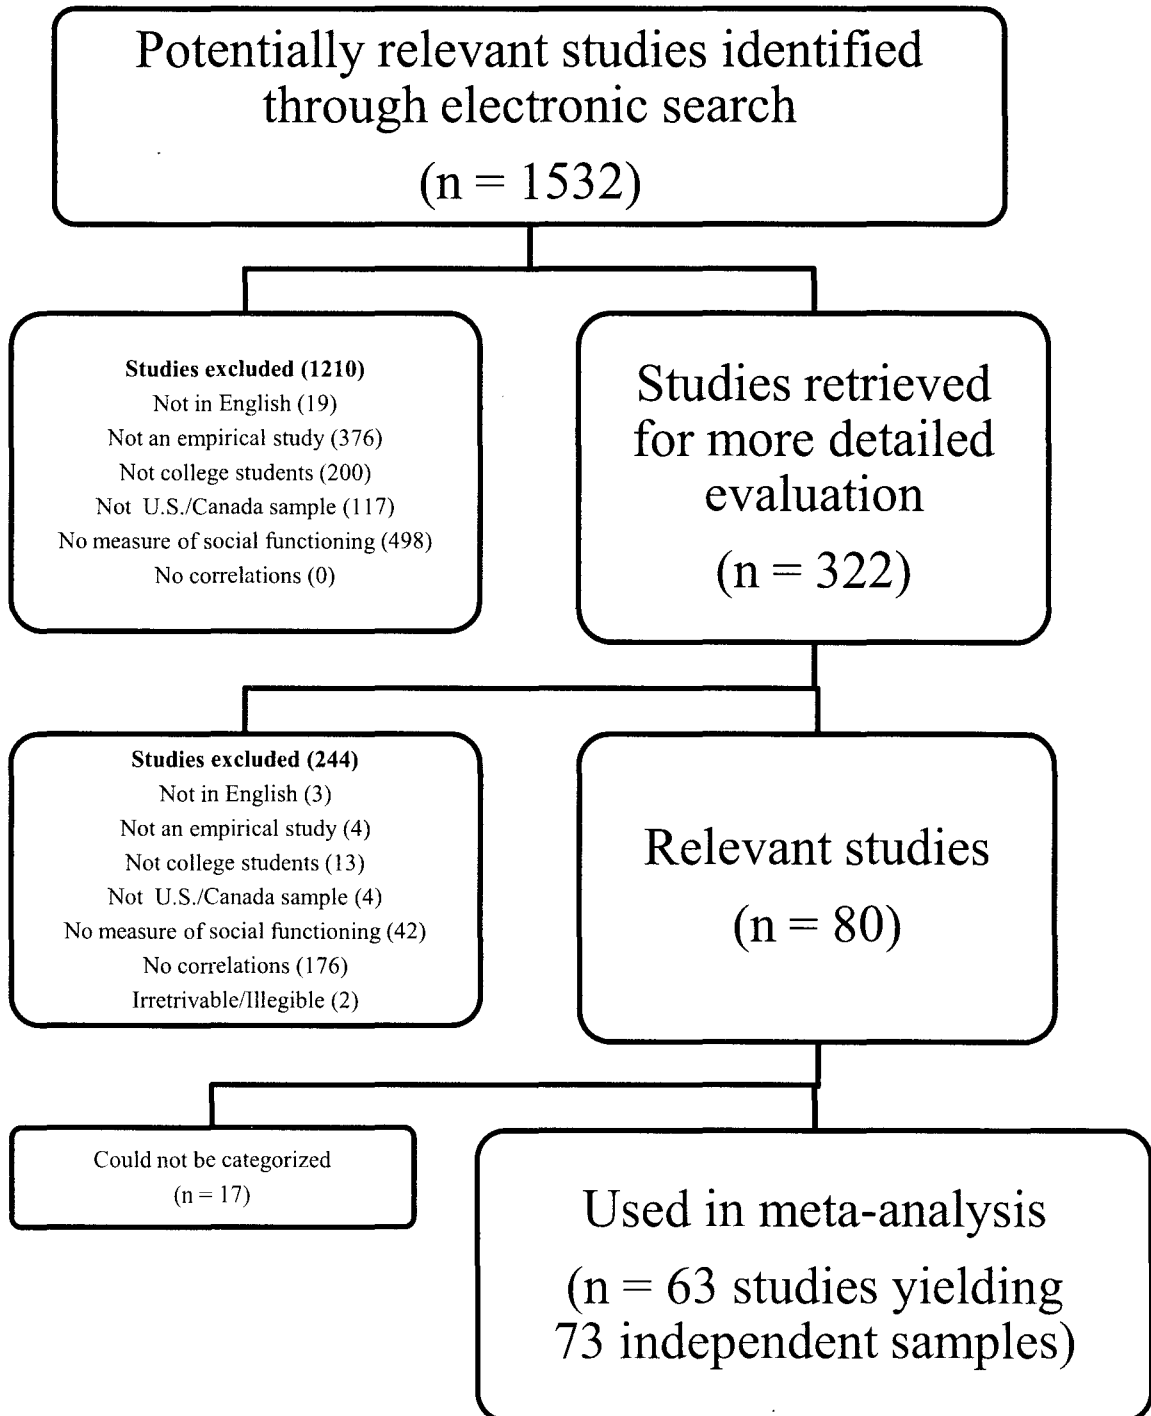 Potentially relevant studies identified
through electronic search
(n = 1532)
Studies excluded (1210)
Not in English (19)
Not an empirical study (376)
Not college students (200)
Not U.S./Canada sample (117)
No measure of social functioning (498)
No correlations (0)
Studies retrieved
for more detailed
evaluation
(n = 322)
Studies excluded (244)
Not in English (3)
Not an empirical study (4)
Not college students (13)
Not U.S./Canada sample (4)
No measure of social functioning (42)
No correlations (176)
Irretrivable/Illegible (2)
Relevant studies
(n = 80)
Could not be categorized
(n = 17)
Used in meta-analysis
(n = 63 studies yielding
73 independent samples)